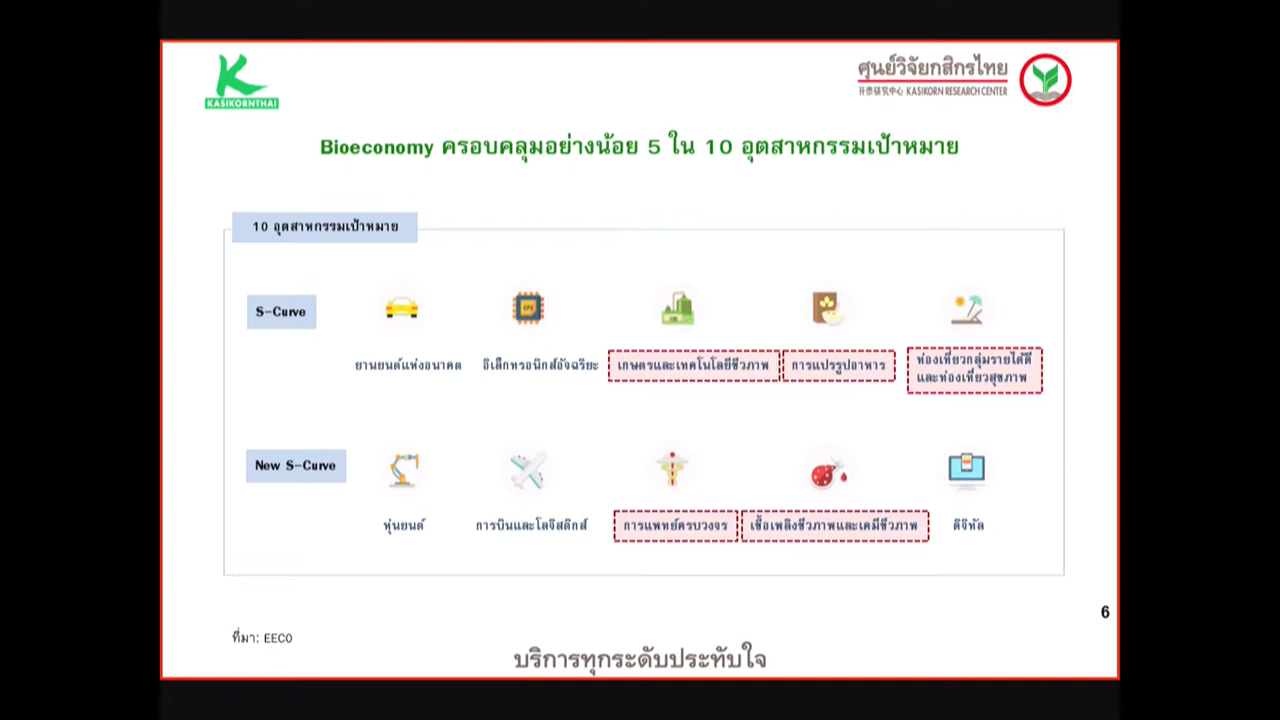 KASIKORNTHAI
ศูนย์วิจัยกสิกรไทย
开泰研究中心 KASIKORN RESEARCH CENTER
Bioeconomy ครอบคลุมอย่างน้อย 5 ใน 10 อุตสาหกรรมเป้าหมาย
10 อุตสาหกรรมเป้าหมาย
S-Curve
CPU
ยานยนต์แห่งอนาคต
อิเล็กทรอนิกส์อัจฉริยะ
เกษตรและเทคโนโลยีชีวภาพ
การแปรรูปอาหาร
ท่องเที่ยวกลุ่มรายได้ดี
และท่องเที่ยวสุขภาพ
New S-Curve
หุ่นยนต์
การบินและโลจิสติกส์
การแพทย์ครบวงจร
เชื้อเพลิงชีวภาพและเคมีชีวภาพ
ดิจิทัล
6
ที่มา: EECO
บริการทุกระดับประทับใจ